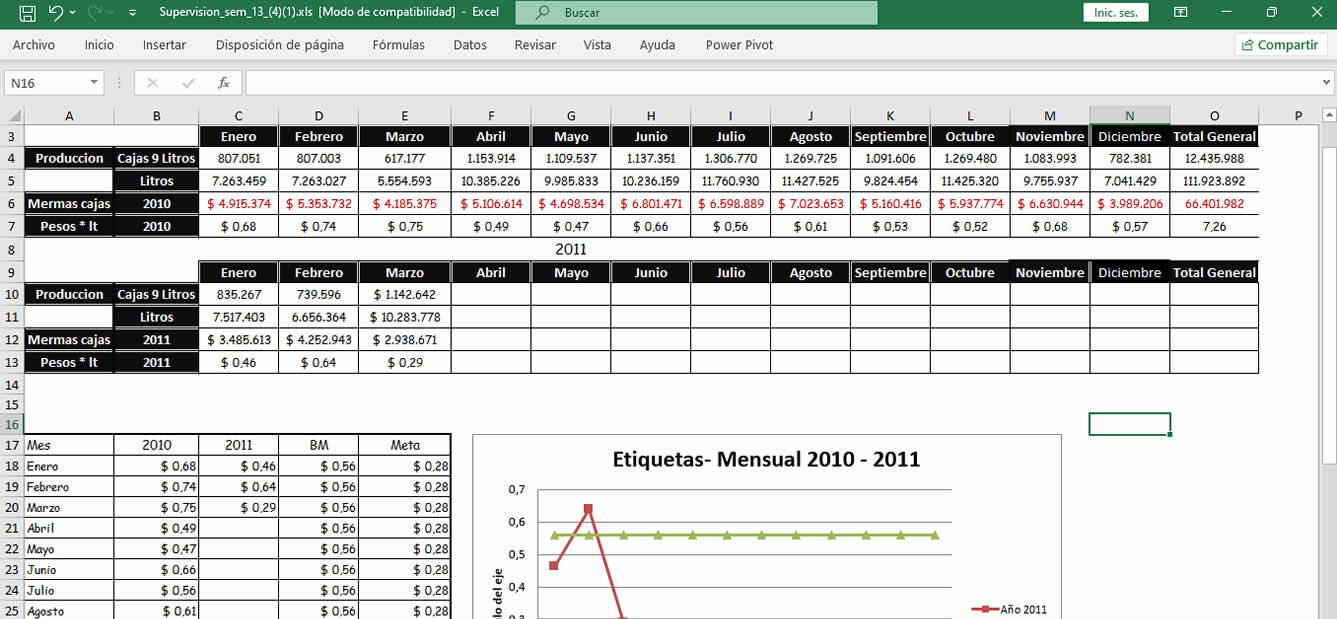 Supervision_sem_13_(4)(1).xls [Modo de compatibilidad] - Excel
Buscar
Inic. ses.
Archivo Inicio Insertar Disposición de página Fórmulas Datos Revisar Vista Ayuda Power Pivot Compartir
N16 fx
A B C D E F G H I J K L M N O P
3 Enero Febrero Marzo Abril Mayo Junio Julio Agosto Septiembre Octubre Noviembre Diciembre Total General
4 Produccion Cajas 9 Litros 807.051 807.003 617.177 1.153.914 1.109.537 1.137.351 1.306.770 1.269.725 1.091.606 1.269.480 1.083.993 782.381 12.435.988
5 Litros 7.263.459 7.263.027 5.554.593 10.385.226 9.985.833 10.236.159 11.760.930 11.427.525 9.824.454 11.425.320 9.755.937 7.041.429 111.923.892
6 Mermas cajas 2010 $ 4.915.374 $ 5.353.732 $ 4.185.375 $ 5.106.614 $ 4.698.534 $ 6.801.471 $ 6.598.889 $ 7.023.653 $ 5.160.416 $ 5.937.774 $ 6.630.944 $ 3.989.206 66.401.982
7 Pesos * lt 2010 $ 0,68 $ 0,74 $ 0,75 $ 0,49 $ 0,47 $ 0,66 $ 0,56 $ 0,61 $ 0,53 $ 0,52 $ 0,68 $ 0,57 7,26
8 2011
9 Enero Febrero Marzo Abril Mayo Junio Julio Agosto Septiembre Octubre Noviembre Diciembre Total General
10 Produccion Cajas 9 Litros 835.267 739.596 $ 1.142.642
11 Litros 7.517.403 6.656.364 $ 10.283.778
12 Mermas cajas 2011 $ 3.485.613 $ 4.252.943 $ 2.938.671
13 Pesos * lt 2011 $ 0,46 $ 0,64 $ 0,29
14
15
16
17 Mes 2010 2011 BM Meta
18 Enero $ 0,68 $ 0,46 $ 0,56 $ 0,28
19 Febrero $ 0,74 $ 0,64 $ 0,56 $ 0,28
20 Marzo $ 0,75 $ 0,29 $ 0,56 $ 0,28
21 Abril $ 0,49 $ 0,56 $ 0,28
22 Mayo $ 0,47 $ 0,56 $ 0,28
23 Junio $ 0,66 $ 0,56 $ 0,28
24 Julio $ 0,56 $ 0,56 $ 0,28
25 Agosto $ 0,61 $ 0,56 $ 0,28
Etiquetas- Mensual 2010 - 2011
0,7
0,6
0,5
0,4
del eje
Año 2011